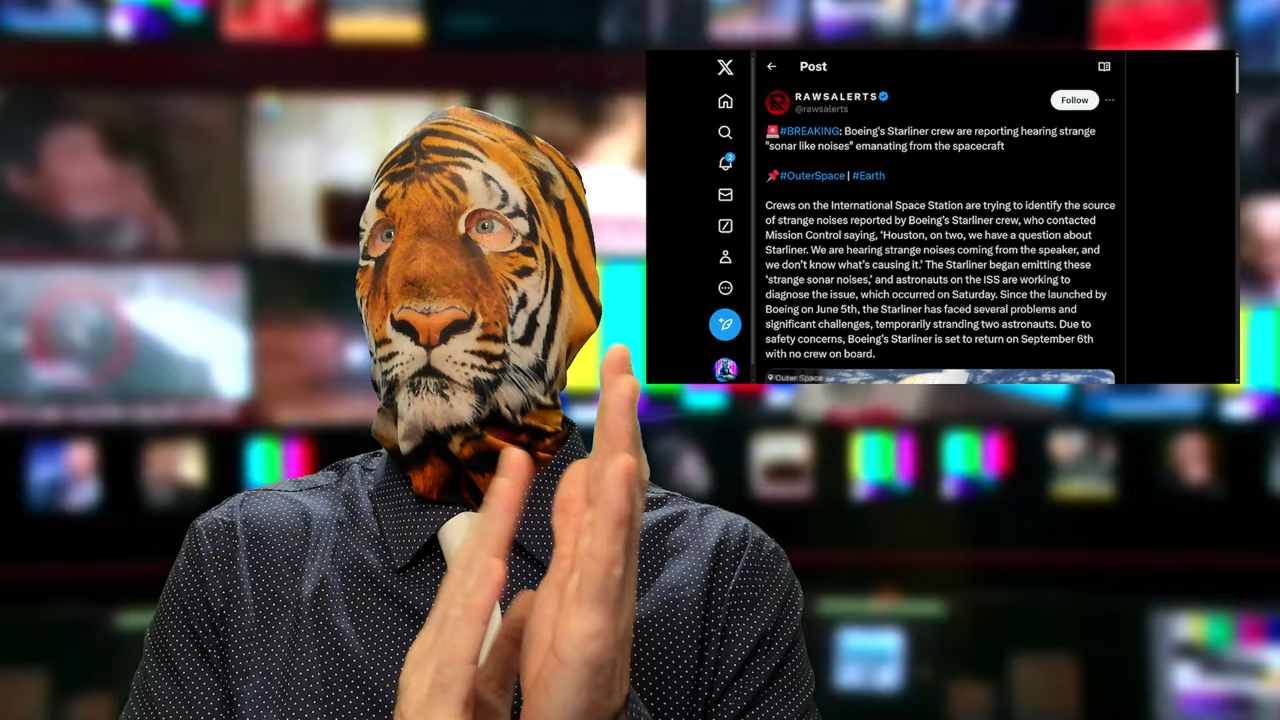 Post
RAWSALERTS
@rawsalerts
Follow
2
🚨#BREAKING: Boeing's Starliner crew are reporting hearing strange
"sonar like noises" emanating from the spacecraft
📌#OuterSpace | #Earth
Crews on the International Space Station are trying to identify the source
of strange noises reported by Boeing's Starliner crew, who contacted
Mission Control saying, 'Houston, on two, we have a question about
Starliner. We are hearing strange noises coming from the speaker, and
we don't know what's causing it.' The Starliner began emitting these
'strange sonar noises,' and astronauts on the ISS are working to
diagnose the issue, which occurred on Saturday. Since the launched by
Boeing on June 5th, the Starliner has faced several problems and
significant challenges, temporarily stranding two astronauts. Due to
safety concerns, Boeing's Starliner is set to return on September 6th
with no crew on board.
Outer Space